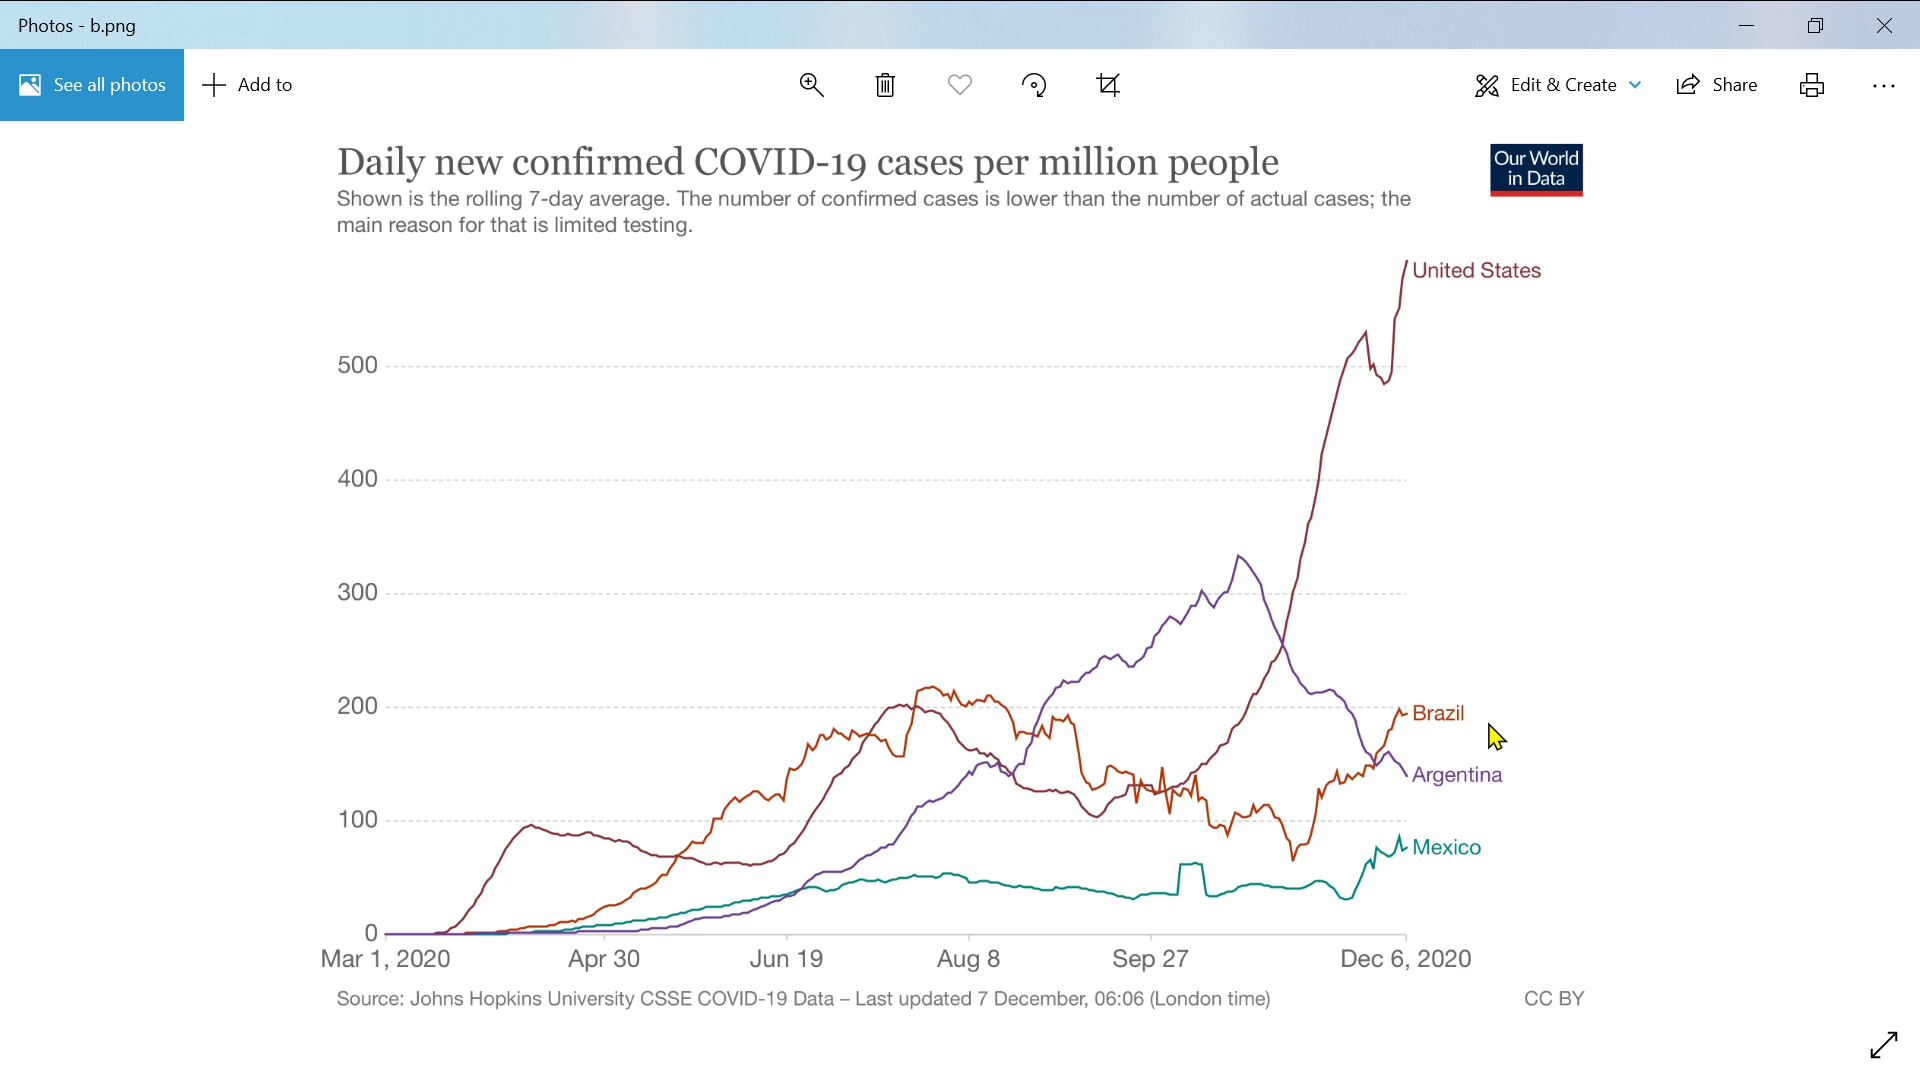 Photos - b.png
See all photos
Add to
Edit & Create
Share
Daily new confirmed COVID-19 cases per million people
Our World
in Data
Shown is the rolling 7-day average. The number of confirmed cases is lower than the number of actual cases; the
main reason for that is limited testing.
United States
500
400
300
200
Brazil
Argentina
100
Mexico
0
Mar 1, 2020
Apr 30
Jun 19
Aug 8
Sep 27
Dec 6, 2020
Source: Johns Hopkins University CSSE COVID-19 Data – Last updated 7 December, 06:06 (London time)
CC BY